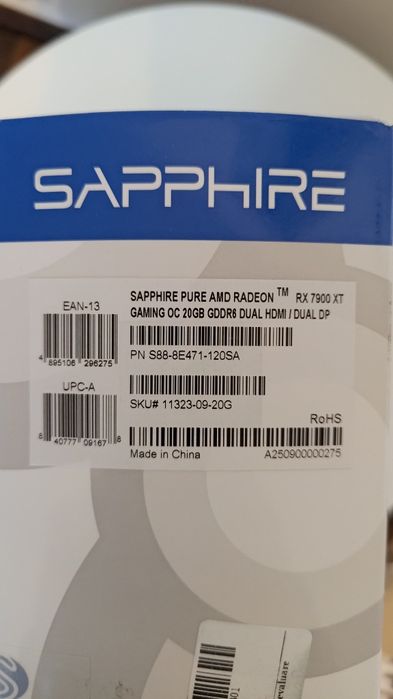 SAPPHIRE
SAPPHIRE PURE AMD RADEON ™ RX 7900 XT
GAMING OC 20GB GDDR6 DUAL HDMI / DUAL DP
EAN-13
4 895106 296275
PN S88-8E471-120SA
UPC-A
8 40777 09167 8
SKU# 11323-09-20G
RoHS
Made in China
A250900000275
evaluare